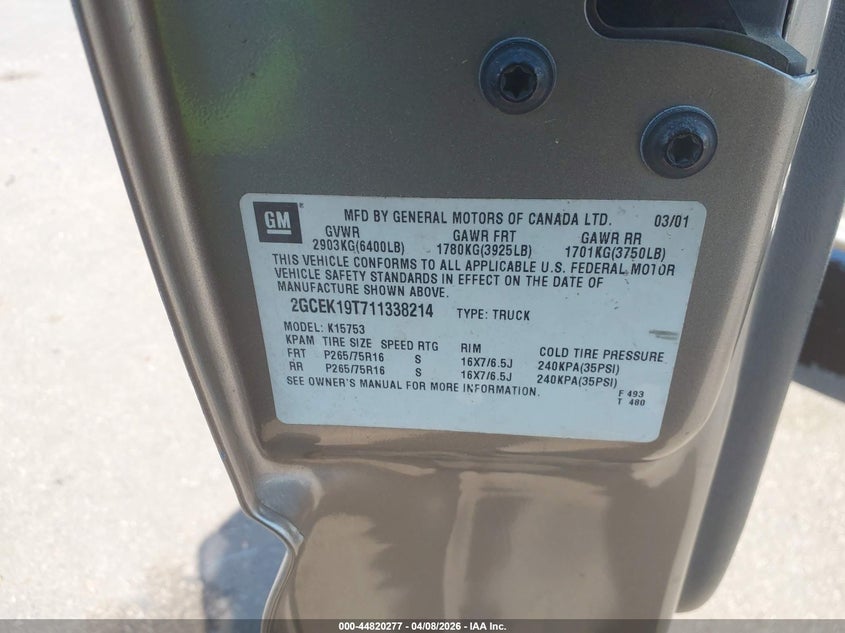 GM
MFD BY GENERAL MOTORS OF CANADA LTD. 03/01
GVWR GAWR FRT GAWR RR
2903KG(6400LB) 1780KG(3925LB) 1701KG(3750LB)
THIS VEHICLE CONFORMS TO ALL APPLICABLE U.S. FEDERAL MOTOR
VEHICLE SAFETY STANDARDS IN EFFECT ON THE DATE OF
MANUFACTURE SHOWN ABOVE.
2GCEK19T711338214 TYPE: TRUCK
MODEL: K15753
KPAM TIRE SIZE SPEED RTG RIM COLD TIRE PRESSURE
FRT P265/75R16 S 16X7/6.5J 240KPA(35PSI)
RR P265/75R16 S 16X7/6.5J 240KPA(35PSI)
SEE OWNER'S MANUAL FOR MORE INFORMATION.
F 493
T 480
000-44820277 - 04/08/2026 - IAA Inc.